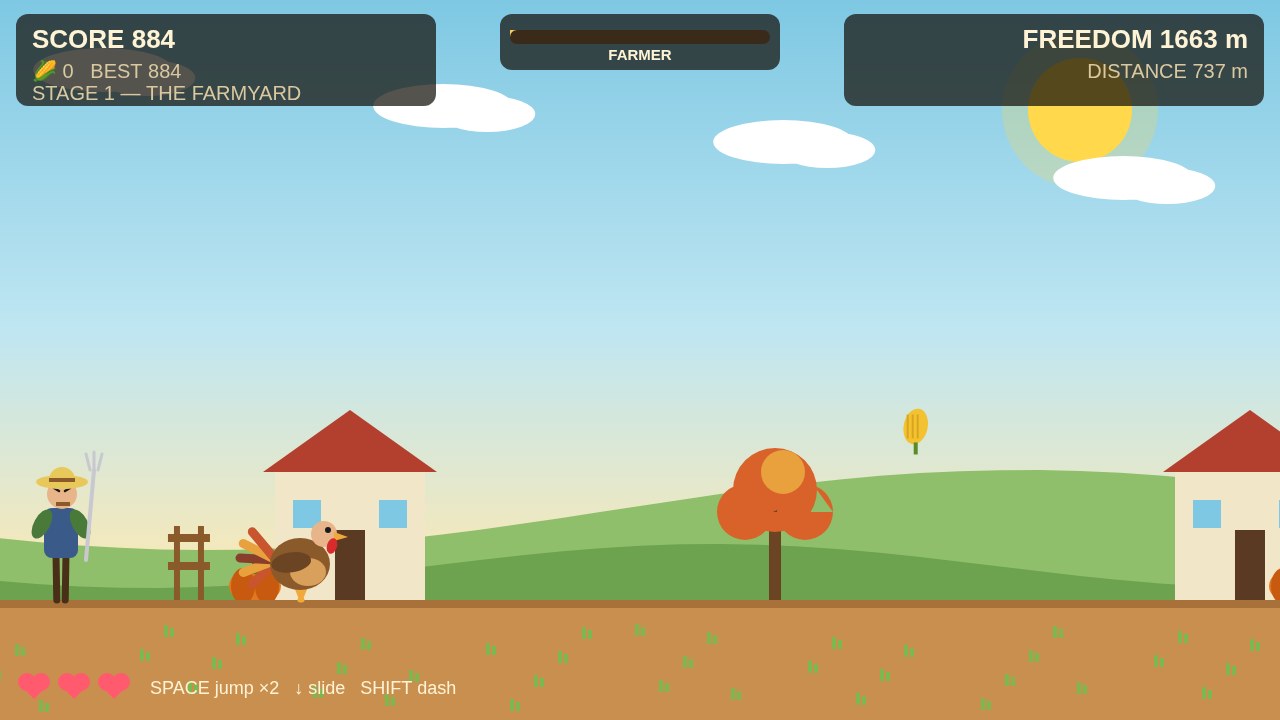 SCORE 884
🌽 0 BEST 884
STAGE 1 — THE FARMYARD
FARMER
FREEDOM 1663 m
DISTANCE 737 m
SPACE jump ×2 ↓ slide SHIFT dash